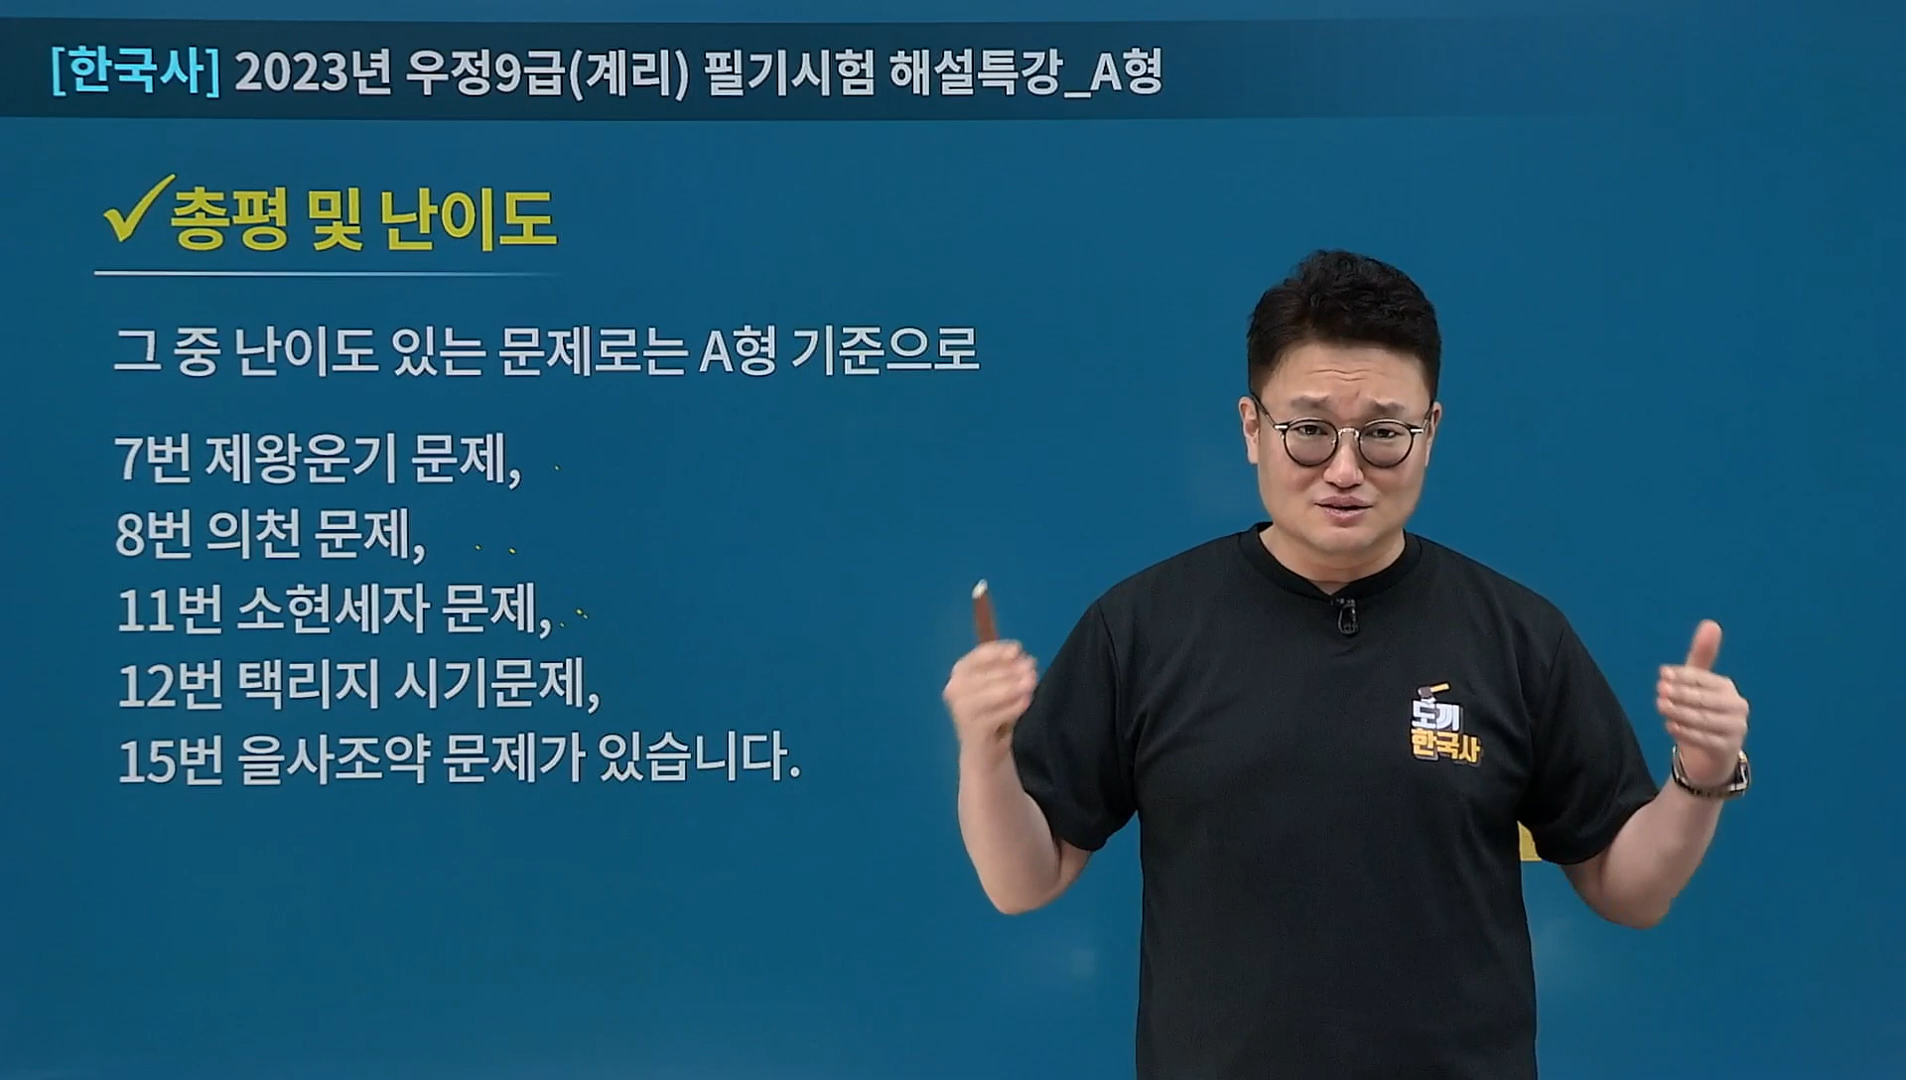 [한국사] 2023년 우정9급(계리) 필기시험 해설특강_A형
총평 및 난이도
그 중 난이도 있는 문제로는 A형 기준으로
7번 제왕운기 문제,
8번 의천 문제,
11번 소현세자 문제,
12번 택리지 시기문제,
15번 을사조약 문제가 있습니다.
도끼
한국사